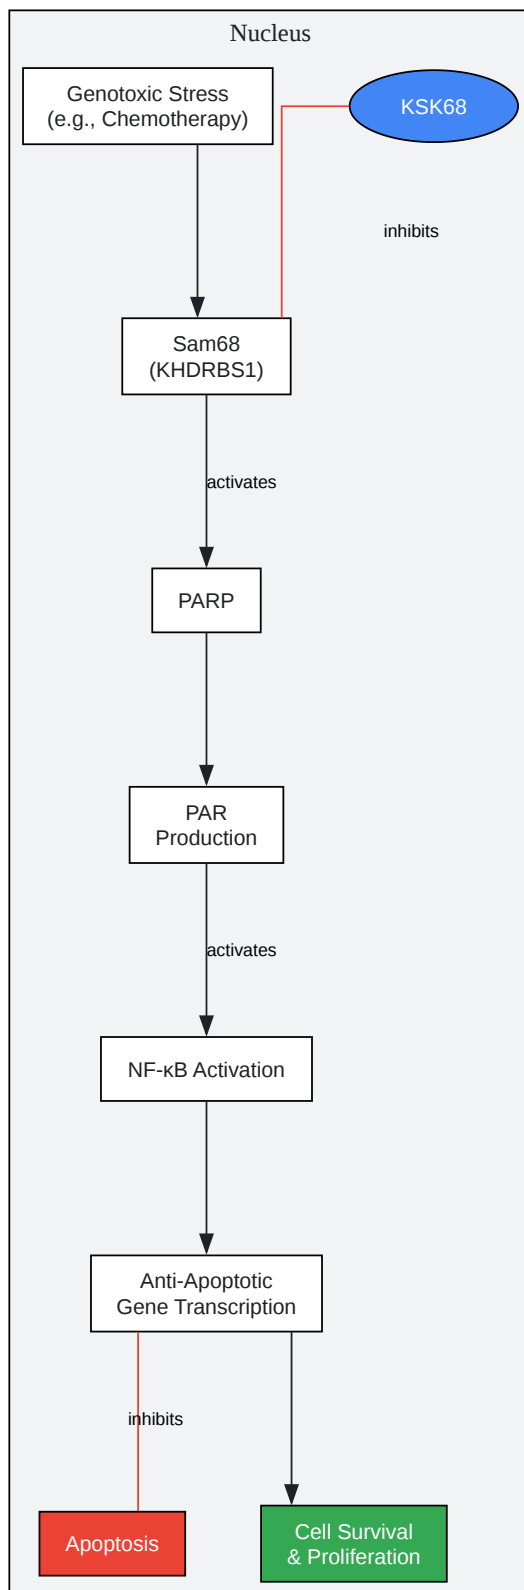 Nucleus
Genotoxic Stress
(e.g., Chemotherapy)
KSK68
inhibits
Sam68
(KHDRBS1)
activates
PARP
PAR
Production
activates
NF-κB Activation
Anti-Apoptotic
Gene Transcription
inhibits
Apoptosis
Cell Survival
& Proliferation